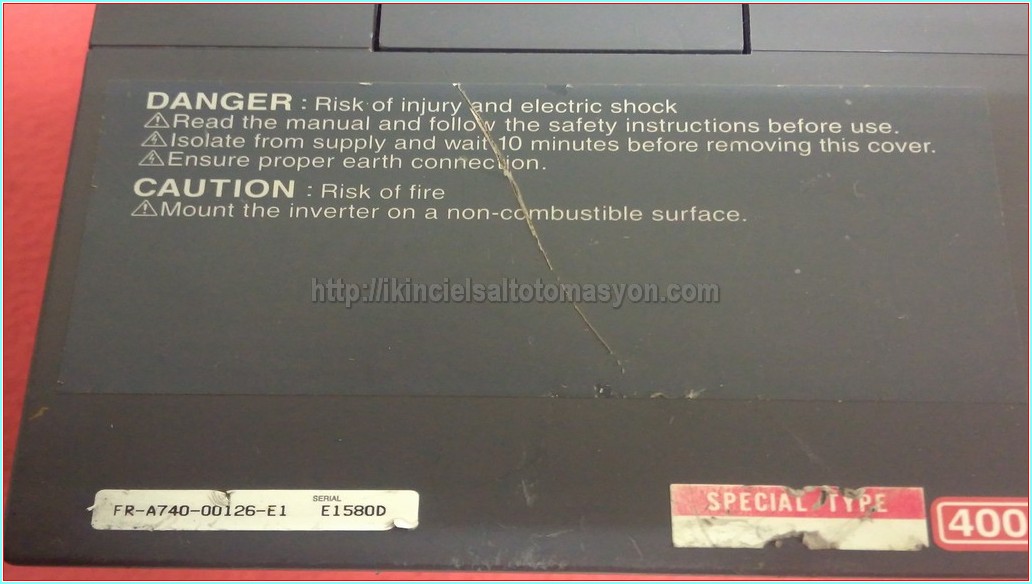 DANGER : Risk of injury and electric shock
Read the manual and follow the safety instructions before use.
Isolate from supply and wait 10 minutes before removing this cover.
Ensure proper earth connection.
CAUTION : Risk of fire
Mount the inverter on a non-combustible surface.
http://ikincielsaltotomasyon.com
SERIAL
FR-A740-00126-E1 E1580D
SPECIAL TYPE
400